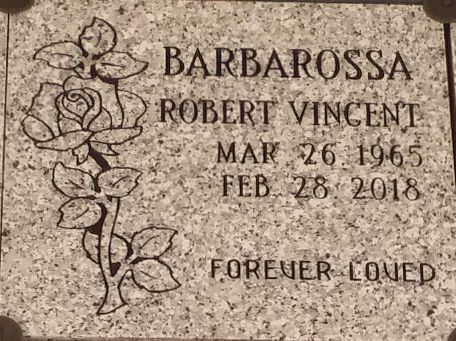 BARBAROSSA
ROBERT VINCENT
MAR 26 1965
FEB 28 2018
FOREVER LOVED